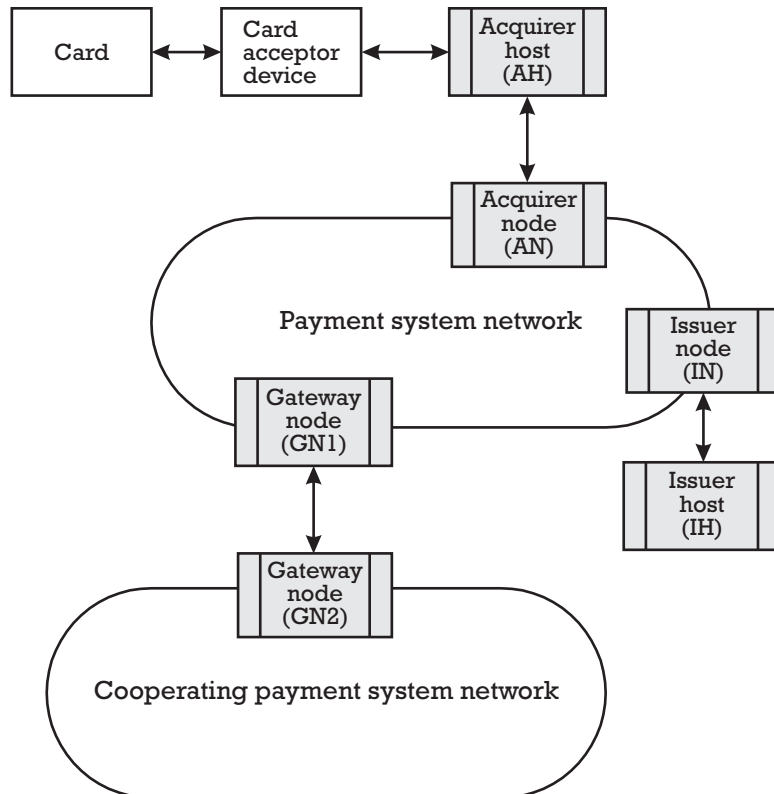 Card
Card
acceptor
device
Acquirer
host
(AH)
Acquirer
node
(AN)
Payment system network
Issuer
node
(IN)
Gateway
node
(GN1)
Issuer
host
(IH)
Gateway
node
(GN2)
Cooperating payment system network